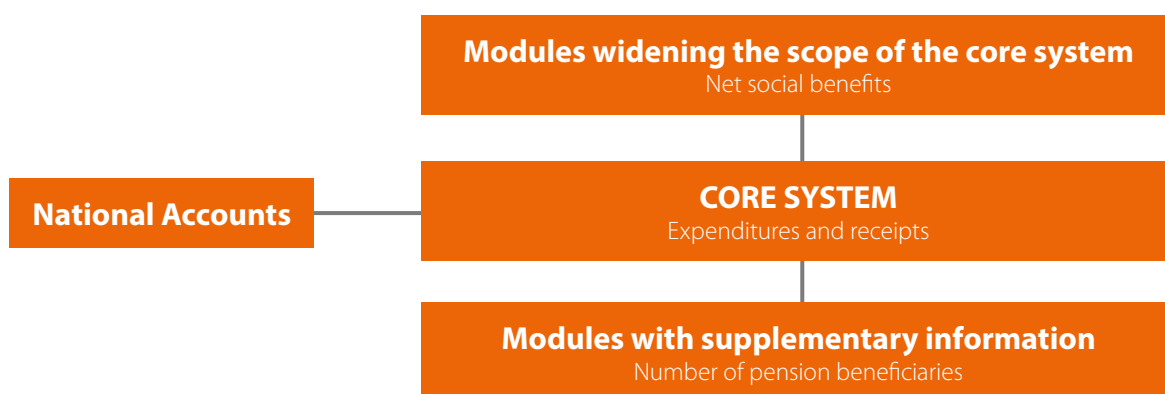 Modules widening the scope of the core system
Net social benefits
National Accounts
CORE SYSTEM
Expenditures and receipts
Modules with supplementary information
Number of pension beneficiaries